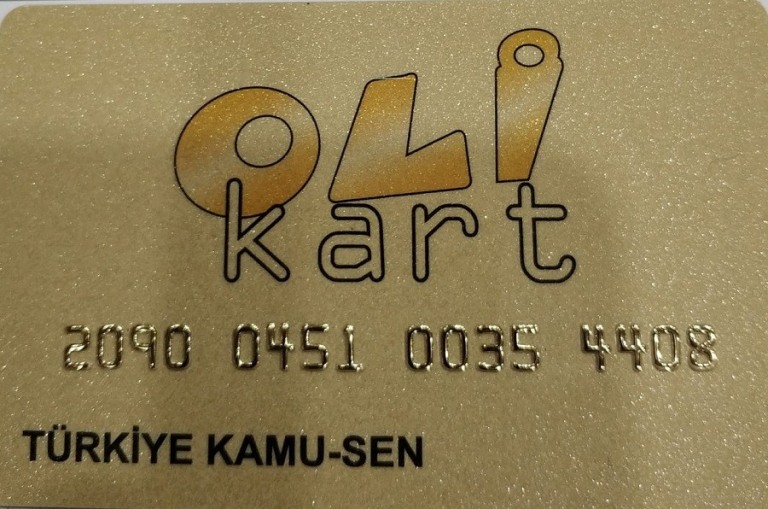 OLİ
kart
2090 0451 0035 4408
TÜRKİYE KAMU-SEN